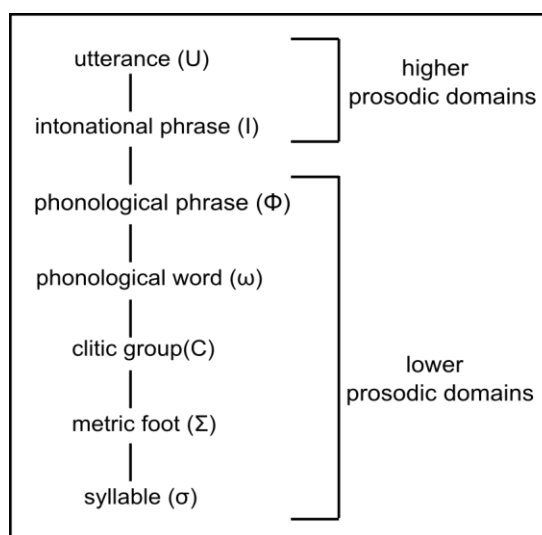 utterance (U)
intonational phrase (I)
phonological phrase (Φ)
phonological word (ω)
clitic group(C)
metric foot (Σ)
syllable (σ)
higher
prosodic domains
lower
prosodic domains